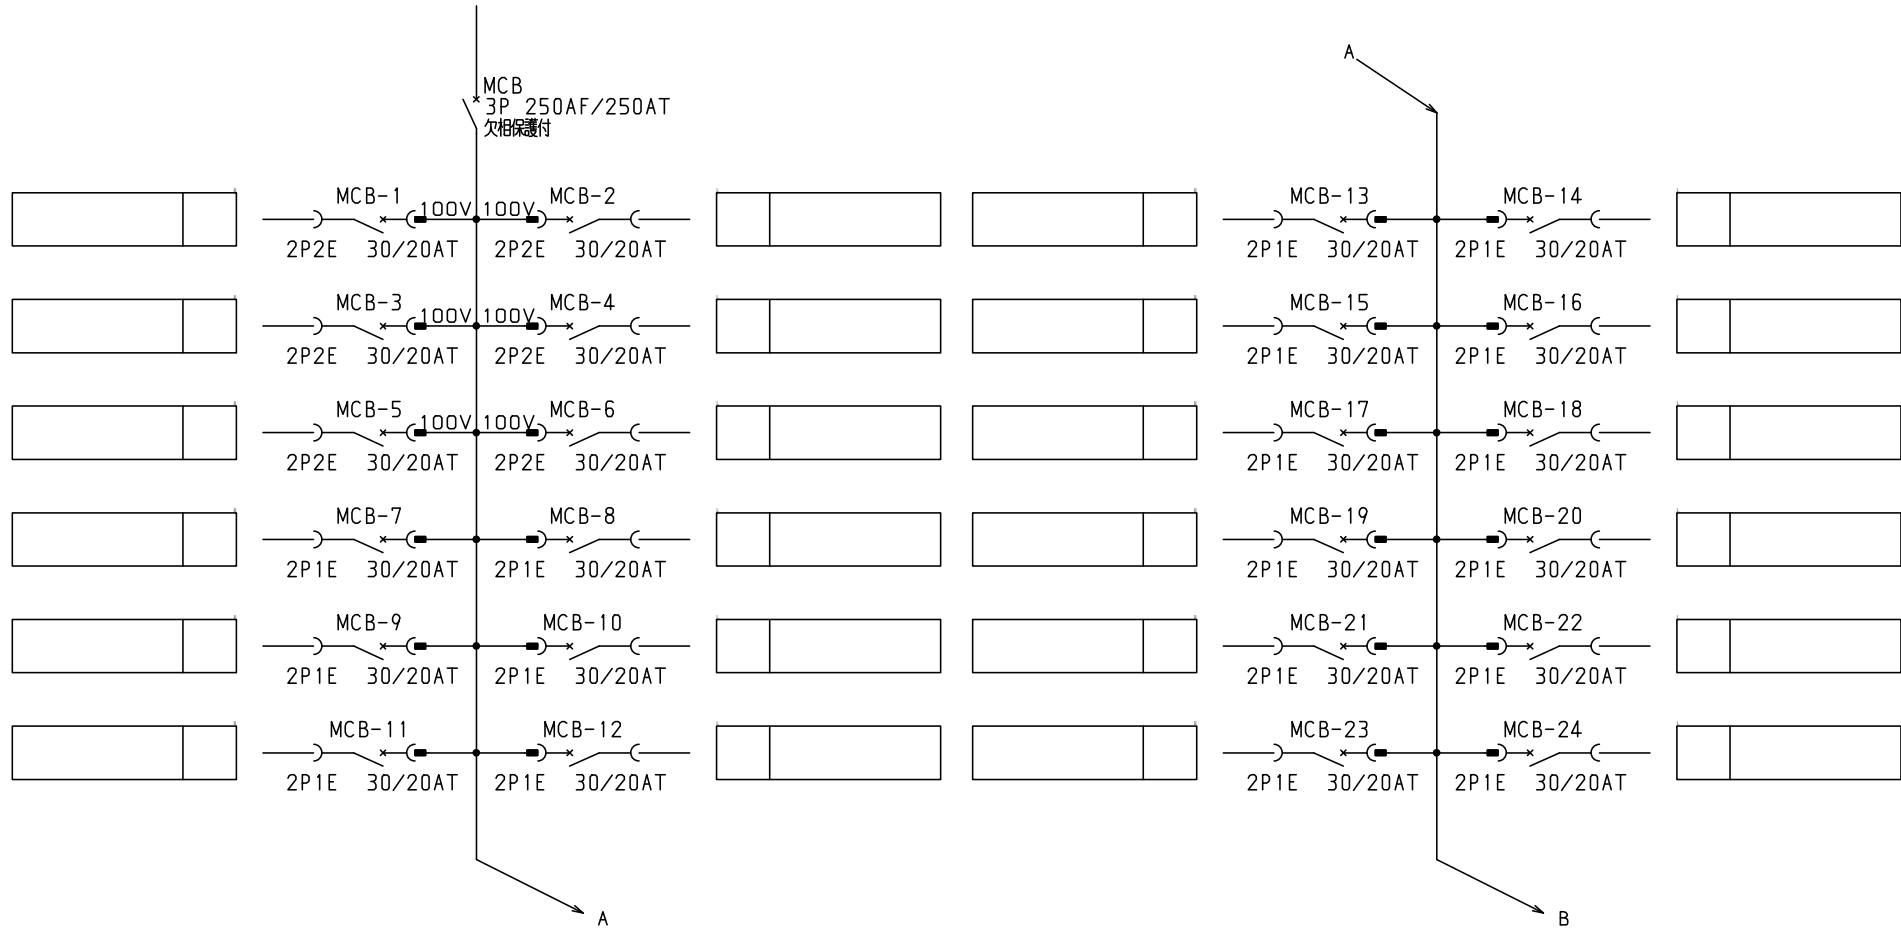 MCB
3P 250AF/250AT
欠相保護付
MCB-1 100V 100V MCB-2
2P2E 30/20AT 2P2E 30/20AT
MCB-3 100V 100V MCB-4
2P2E 30/20AT 2P2E 30/20AT
MCB-5 100V 100V MCB-6
2P2E 30/20AT 2P2E 30/20AT
MCB-7 MCB-8
2P1E 30/20AT 2P1E 30/20AT
MCB-9 MCB-10
2P1E 30/20AT 2P1E 30/20AT
MCB-11 MCB-12
2P1E 30/20AT 2P1E 30/20AT
A
A
MCB-13 MCB-14
2P1E 30/20AT 2P1E 30/20AT
MCB-15 MCB-16
2P1E 30/20AT 2P1E 30/20AT
MCB-17 MCB-18
2P1E 30/20AT 2P1E 30/20AT
MCB-19 MCB-20
2P1E 30/20AT 2P1E 30/20AT
MCB-21 MCB-22
2P1E 30/20AT 2P1E 30/20AT
MCB-23 MCB-24
2P1E 30/20AT 2P1E 30/20AT
B